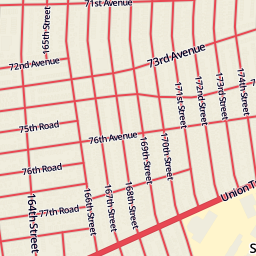 71st Avenue
165th Street
73rd Avenue
72nd Avenue
174th Street
173rd Street
172nd Street
171st Street
7
75th Road
76th Avenue
170th Street
169th Street
76th Road
168th Street
167th Street
166th Street
164th Street
77th Road
Union T
S